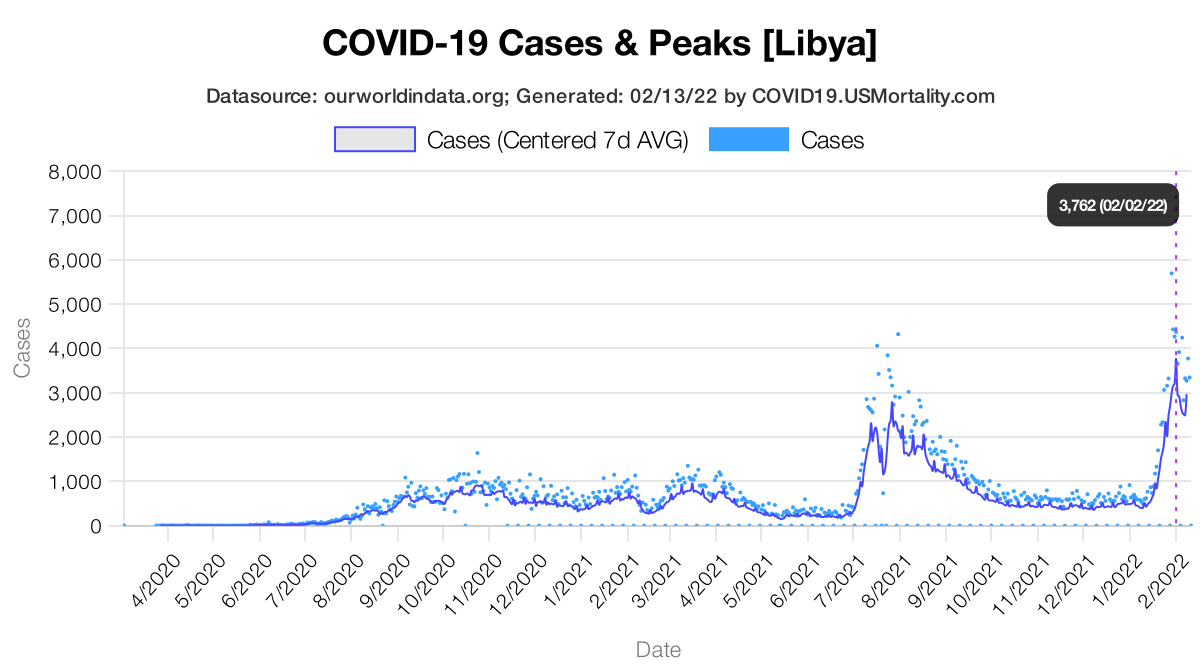 COVID-19 Cases & Peaks [Libya]
Datasource: ourworldindata.org; Generated: 02/13/22 by COVID19.USMortality.com
Cases (Centered 7d AVG) Cases
8,000
7,000
6,000
5,000
4,000
3,000
2,000
1,000
0
Cases
3,762 (02/02/22)
4/2020 5/2020 6/2020 7/2020 8/2020 9/2020 10/2020 11/2020 12/2020 1/2021 2/2021 3/2021 4/2021 5/2021 6/2021 7/2021 8/2021 9/2021 10/2021 11/2021 12/2021 1/2022 2/2022
Date